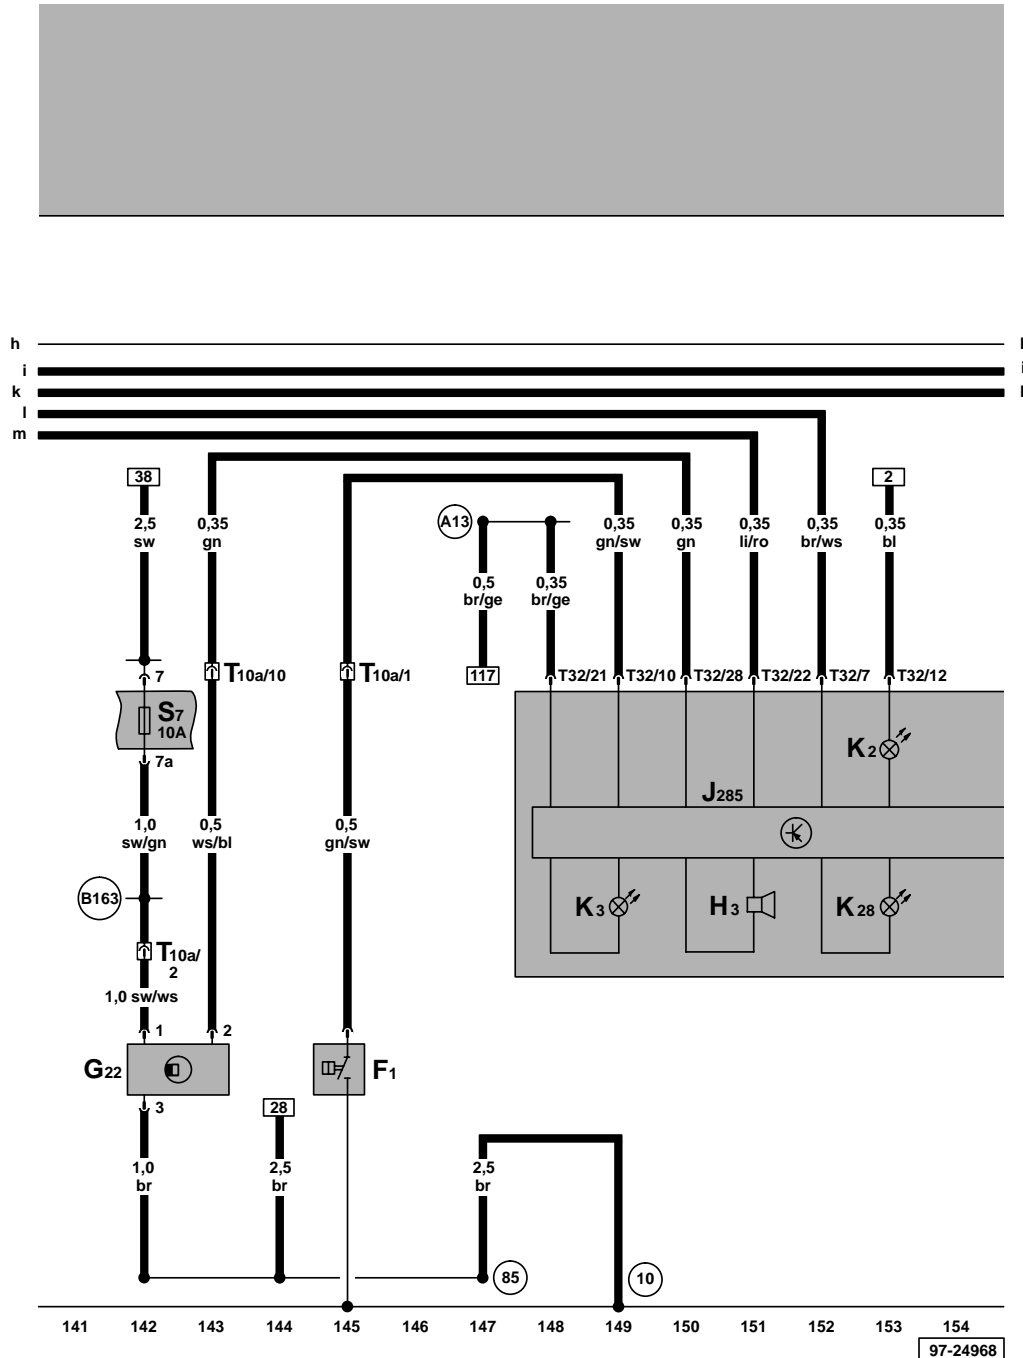 h
i
i
k
l
m
38
2
2,5
sw
0,35
gn
A13
0,35
gn/sw
0,35
gn
0,35
li/ro
0,35
br/ws
0,35
bl
0,5
br/ge
0,35
br/ge
7
T10a/10
T10a/1
117
T32/21
T32/10
T32/28
T32/22
T32/7
T32/12
S7
10A
K2
7a
J285
1,0
sw/gn
0,5
ws/bl
0,5
gn/sw
B163
K3
H3
K28
T10a/
2
1,0 sw/ws
1
2
G22
F1
3
28
1,0
br
2,5
br
2,5
br
85
10
141 142 143 144 145 146 147 148 149 150 151 152 153 154
97-24968